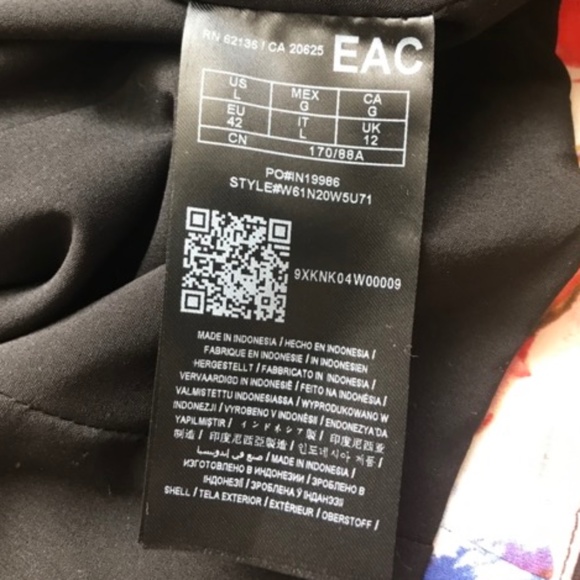 RN 62136 / CA 20625 EAC
US
L
MEX
G
CA
G
EU
42
IT
L
UK
12
CN
170/88A
PO#IN19986
STYLE#W61N20W5U71
9XKNK04W00009
MADE IN INDONESIA / HECHO EN INDONESIA /
FABRIQUE EN INDONESIE / IN INDONESIEN
HERGESTELLT / FABBRICATO IN INDONESIA /
VERVAARDIGD IN INDONESIË / FEITO NA INDONÉSIA /
VALMISTETTU INDONESIASSA / WYPRODUKOWANO W
INDONEZJI / VYROBENO V INDONÉSII / ENDONEZYA'DA
YAPILMIŞTIR / インドネシア製 / 印度尼西亚
制造 / 印度尼西亞製造 / 인도네시아 제품 /
صنع في إندونيسيا / MADE IN INDONESIA /
ИЗГОТОВЛЕНО В ИНДОНЕЗИИ / ЗРОБЛЕНО В
ІНДОНЕЗІЇ / ЗРОБЛЕНА Ў ІНДАНЕЗІІ
SHELL / TELA EXTERIOR / EXTÉRIEUR / OBERSTOFF /